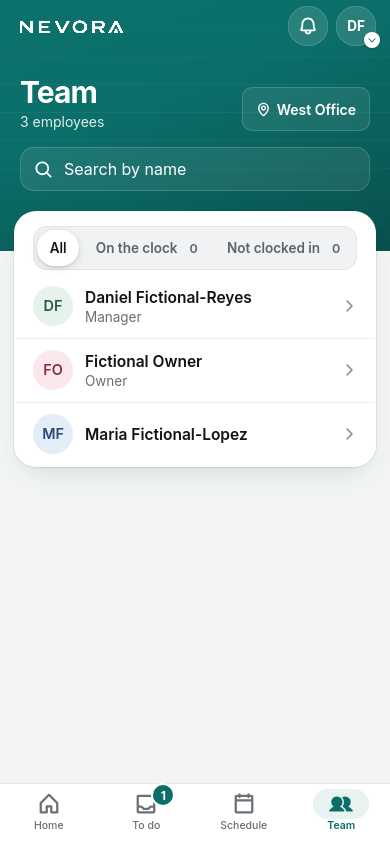 NEVORA
DF
Team
3 employees
West Office
Search by name
All On the clock 0 Not clocked in 0
DF
Daniel Fictional-Reyes
Manager
FO
Fictional Owner
Owner
MF
Maria Fictional-Lopez
1
Home To do Schedule Team